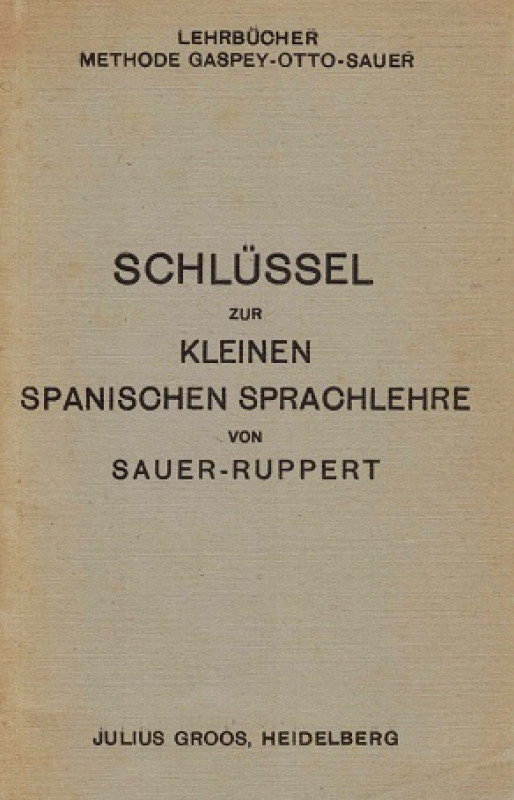 LEHRBÜCHER
METHODE GASPEY-OTTO-SAUER
SCHLÜSSEL
ZUR
KLEINEN
SPANISCHEN SPRACHLEHRE
VON
SAUER-RUPPERT
JULIUS GROOS, HEIDELBERG